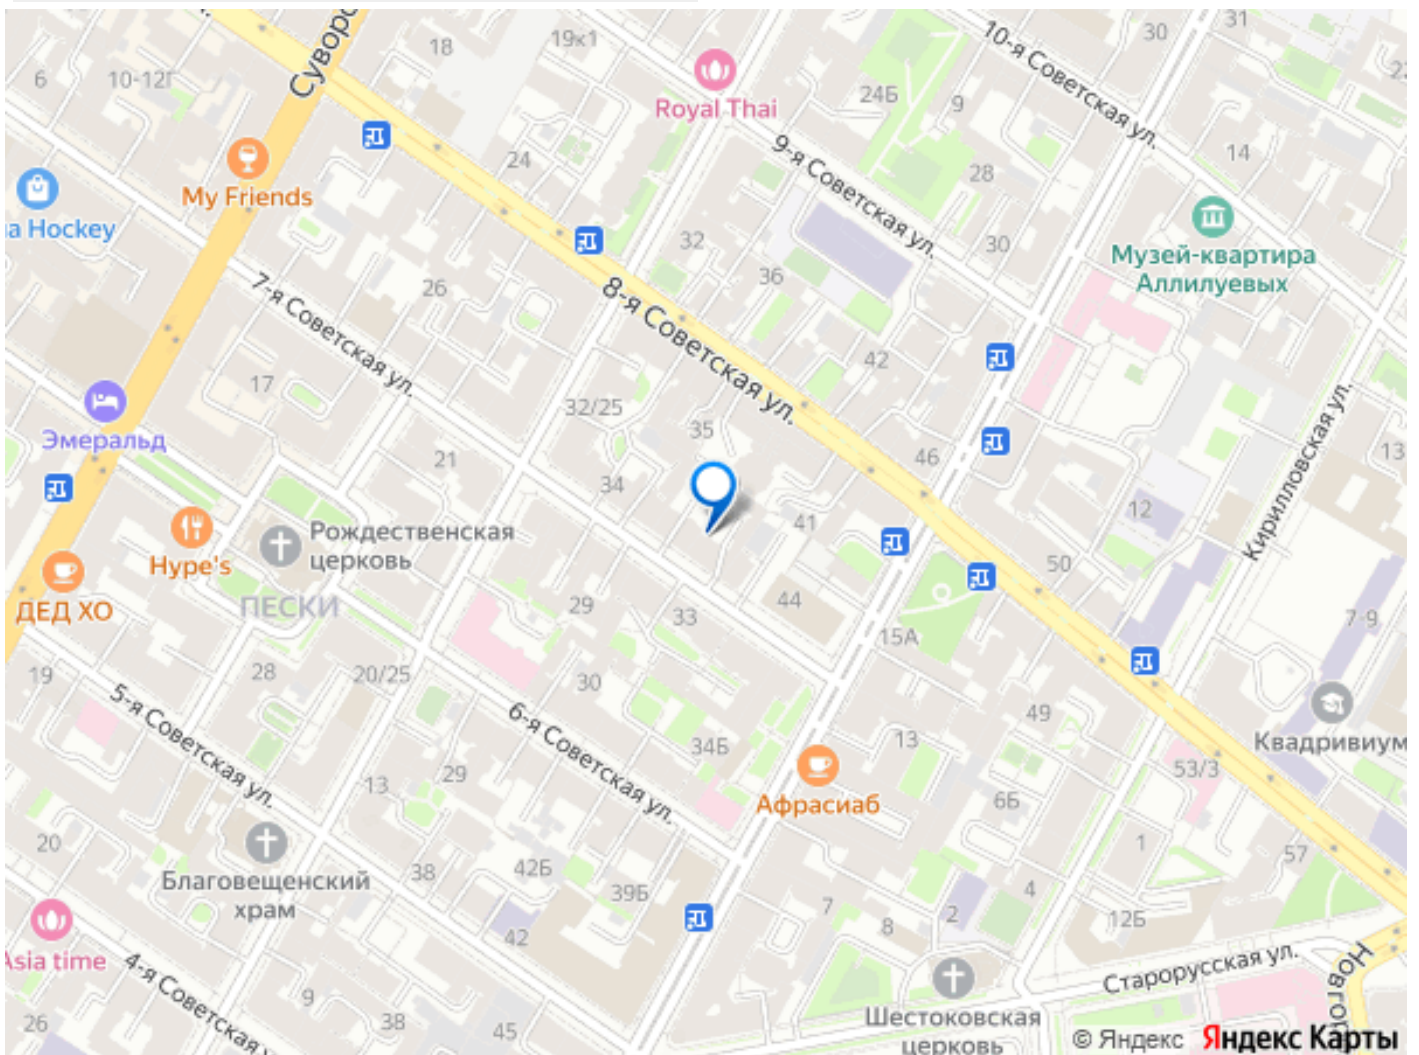 Суворо
18
19к1
31
30
10-я Советская ул.
6
10-12Г
Royal Thai
24Б
9
22
24
9-я Советская ул.
14
28
My Friends
a Hockey
Музей-квартира
Аллилуевых
32
30
36
26
7-я Советская ул.
8-я Советская ул.
42
17
32/25
35
Эмеральд
46
Кирилловская ул.
13
21
34
41
12
Рождественская
церковь
Hype's
50
ДЕД ХО
ПЕСКИ
29
33
44
15А
7-9
19
28
20/25
30
5-я Советская ул.
6-я Советская ул.
49
34Б
13
Квадривиум
53/3
13
29
Афрасиаб
6Б
20
1
57
Благовещенский
храм
38
42Б
39Б
4
7
2
12Б
8
42
Asia time
4-я Советская ул.
Старорусская ул.
Новгор
9
26
38
45
Шестоковская
церковь
© Яндекс Яндекс Карты